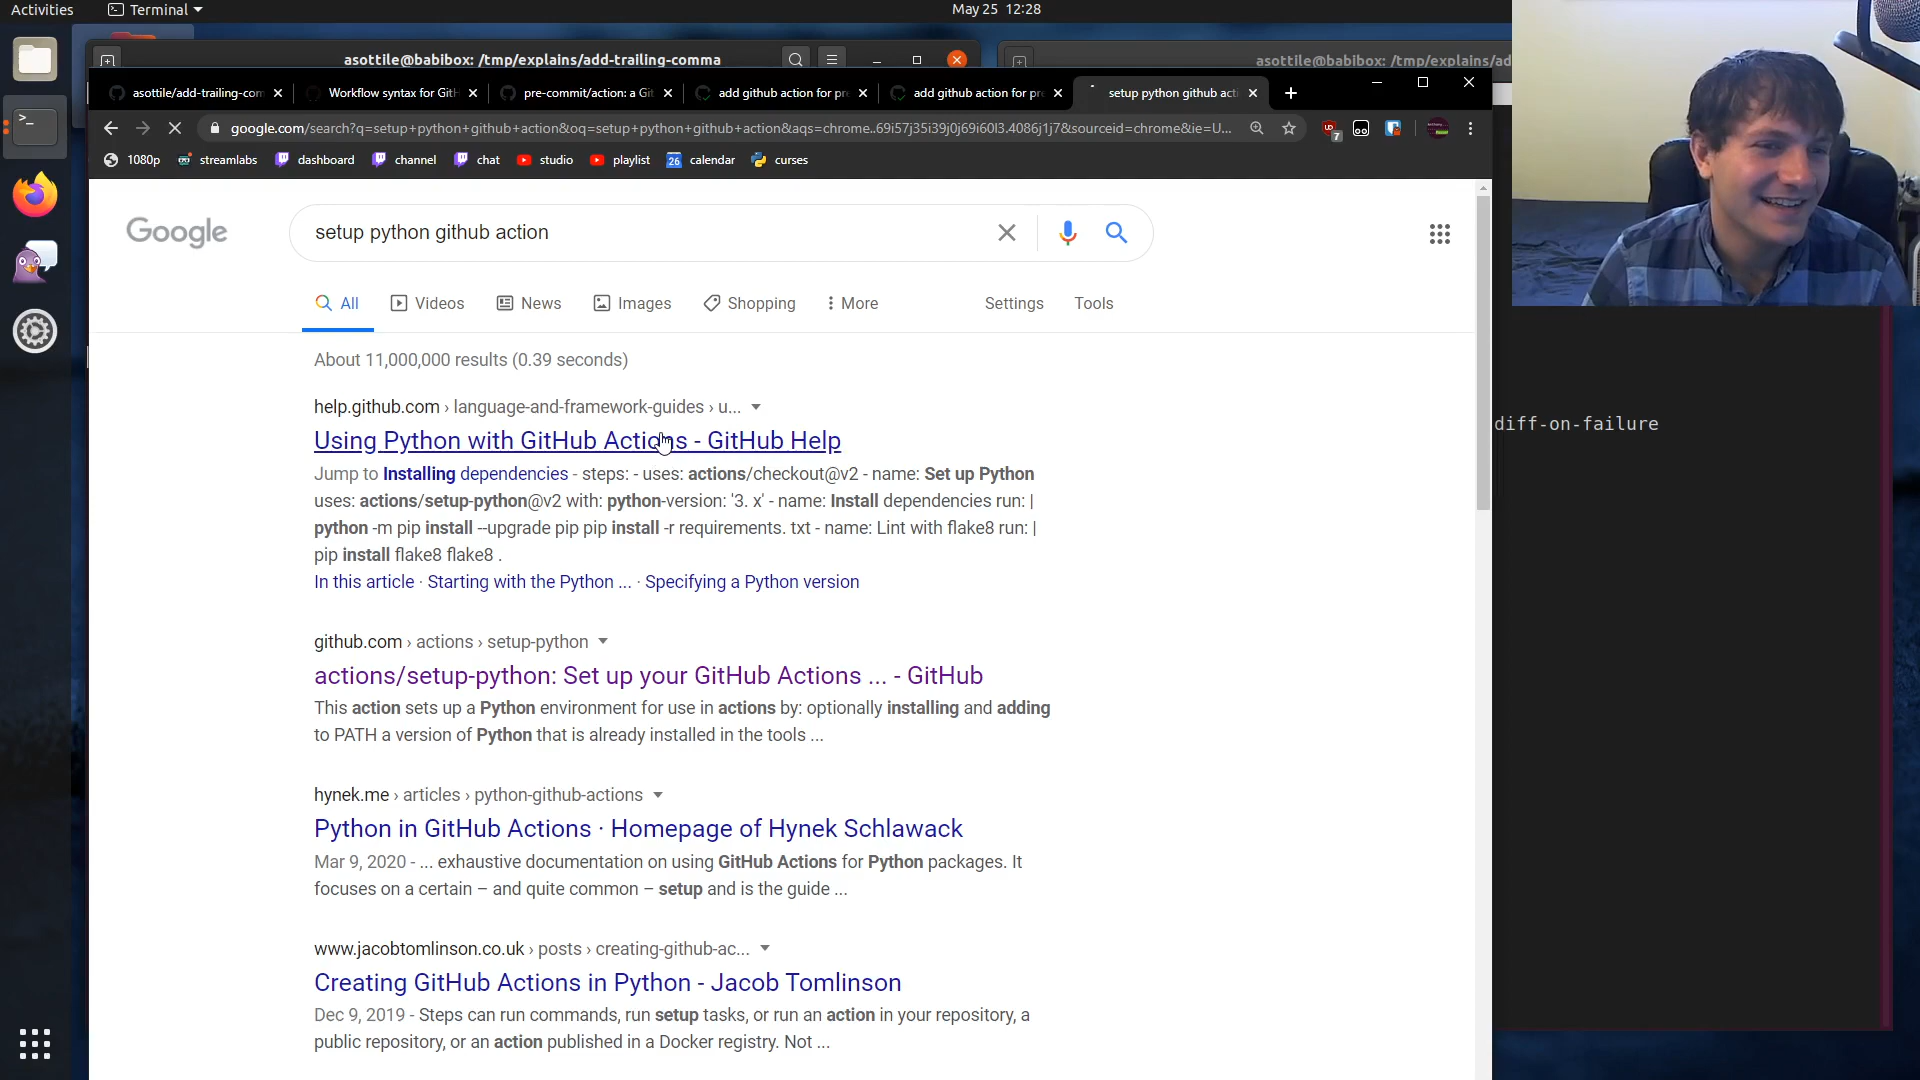 Activities
Terminal
May 25 12:28
asottile@babibox: /tmp/explains/add-trailing-comma
asottile@babibox: /tmp/explains/ad
asottile/add-trailing-com
Workflow syntax for GitH
pre-commit/action: a Git
add github action for pre
add github action for pre
setup python github acti
google.com/search?q=setup+python+github+action&oq=setup+python+github+action&aqs=chrome..69i57j35i39j0j69i60l3.4086j1j7&sourceid=chrome&ie=U...
7
1080p
streamlabs
dashboard
channel
chat
studio
playlist
26
calendar
curses
Google
setup python github action
All
Videos
News
Images
Shopping
More
Settings
Tools
About 11,000,000 results (0.39 seconds)
help.github.com › language-and-framework-guides › u...
Using Python with GitHub Actions - GitHub Help
Jump to Installing dependencies - steps: - uses: actions/checkout@v2 - name: Set up Python
uses: actions/setup-python@v2 with: python-version: '3. x' - name: Install dependencies run: |
python -m pip install --upgrade pip pip install -r requirements. txt - name: Lint with flake8 run: |
pip install flake8 flake8 .
In this article · Starting with the Python ... · Specifying a Python version
github.com › actions › setup-python
actions/setup-python: Set up your GitHub Actions ... - GitHub
This action sets up a Python environment for use in actions by: optionally installing and adding
to PATH a version of Python that is already installed in the tools ...
hynek.me › articles › python-github-actions
Python in GitHub Actions · Homepage of Hynek Schlawack
Mar 9, 2020 - ... exhaustive documentation on using GitHub Actions for Python packages. It
focuses on a certain – and quite common – setup and is the guide ...
www.jacobtomlinson.co.uk › posts › creating-github-ac...
Creating GitHub Actions in Python - Jacob Tomlinson
Dec 9, 2019 - Steps can run commands, run setup tasks, or run an action in your repository, a
public repository, or an action published in a Docker registry. Not ...
diff-on-failure